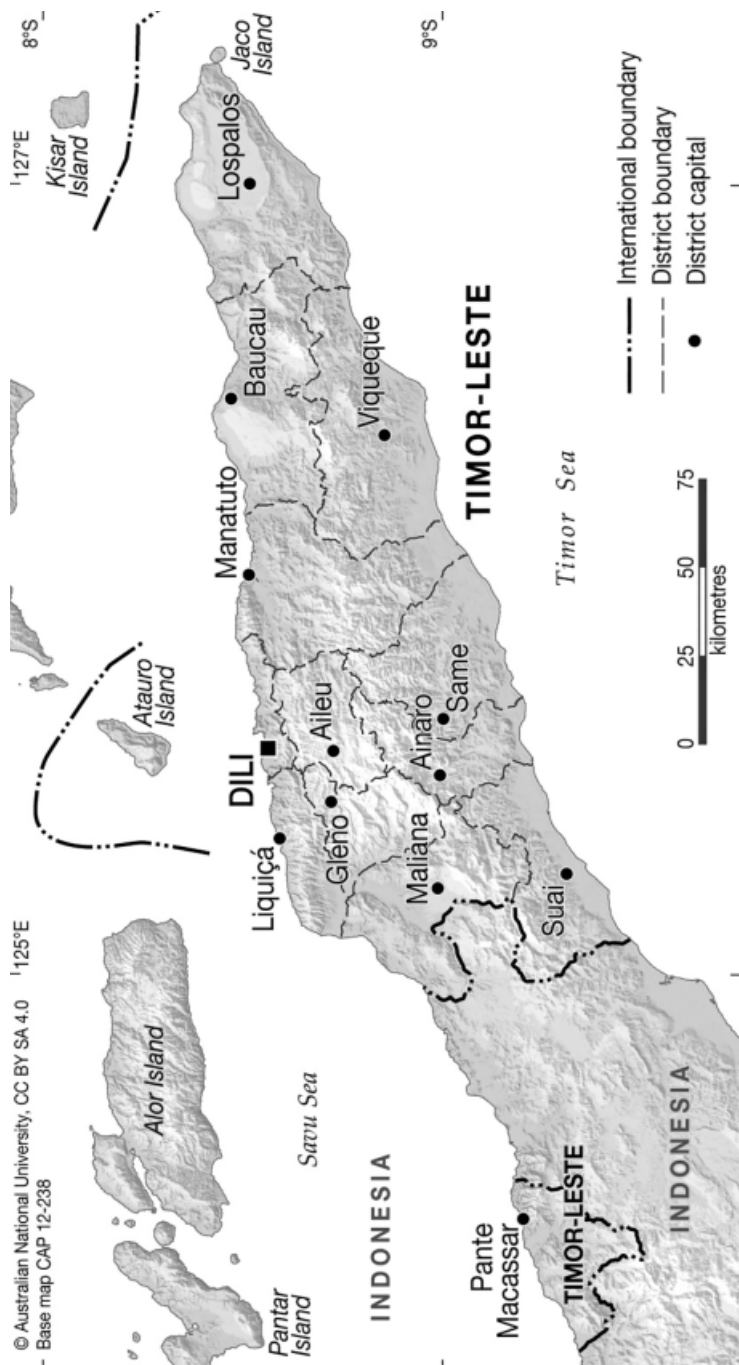 © Australian National University, CC BY SA 4.0
Base map CAP 12-238
125°E
127°E
8°S
9°S
Kisar
Island
Atauro
Island
Alor Island
Pantar
Island
Savu Sea
INDONESIA
Jaco
Island
Lospalos
Baucau
Manatuto
DILI
Liquiçá
Aileu
Gleno
Viqueque
Same
Ainaro
Maliana
Suai
TIMOR-LESTE
Timor Sea
Pante
Macassar
TIMOR-LESTE
INDONESIA
0
25
50
75
kilometres
International boundary
District boundary
District capital